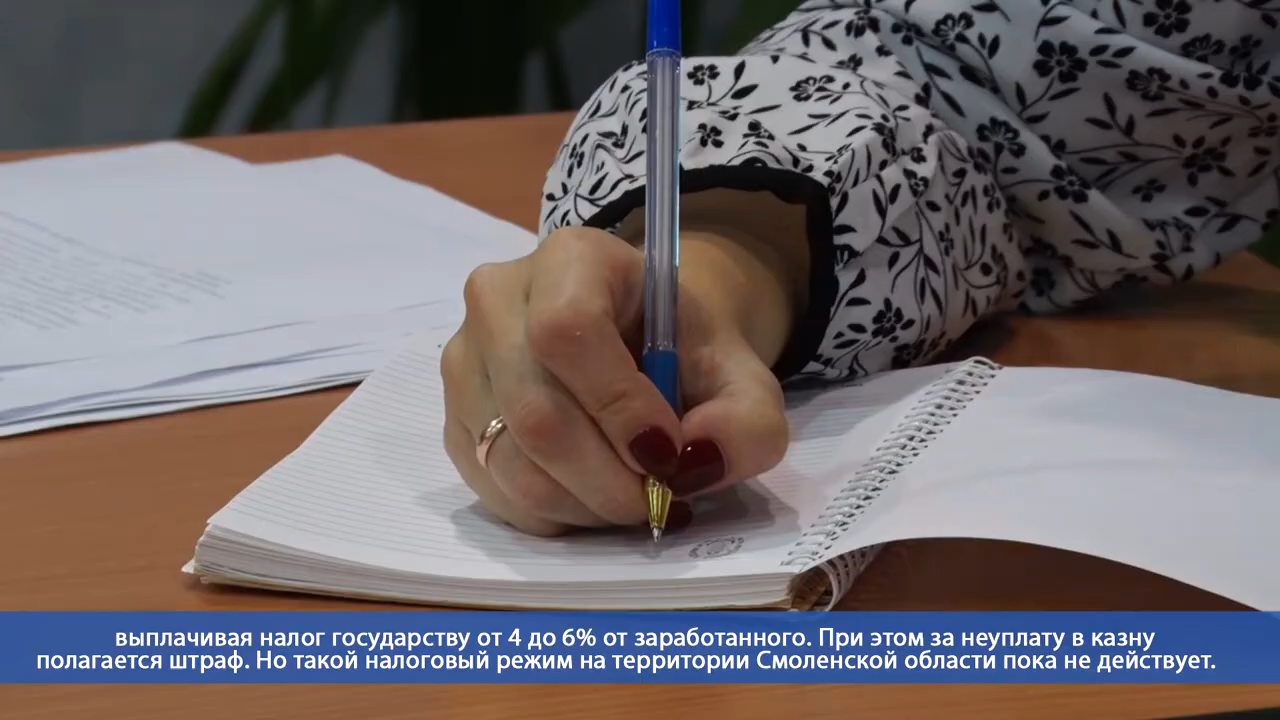 выплачивая налог государству от 4 до 6% от заработанного. При этом за неуплату в казну
полагается штраф. Но такой налоговый режим на территории Смоленской области пока не действует.